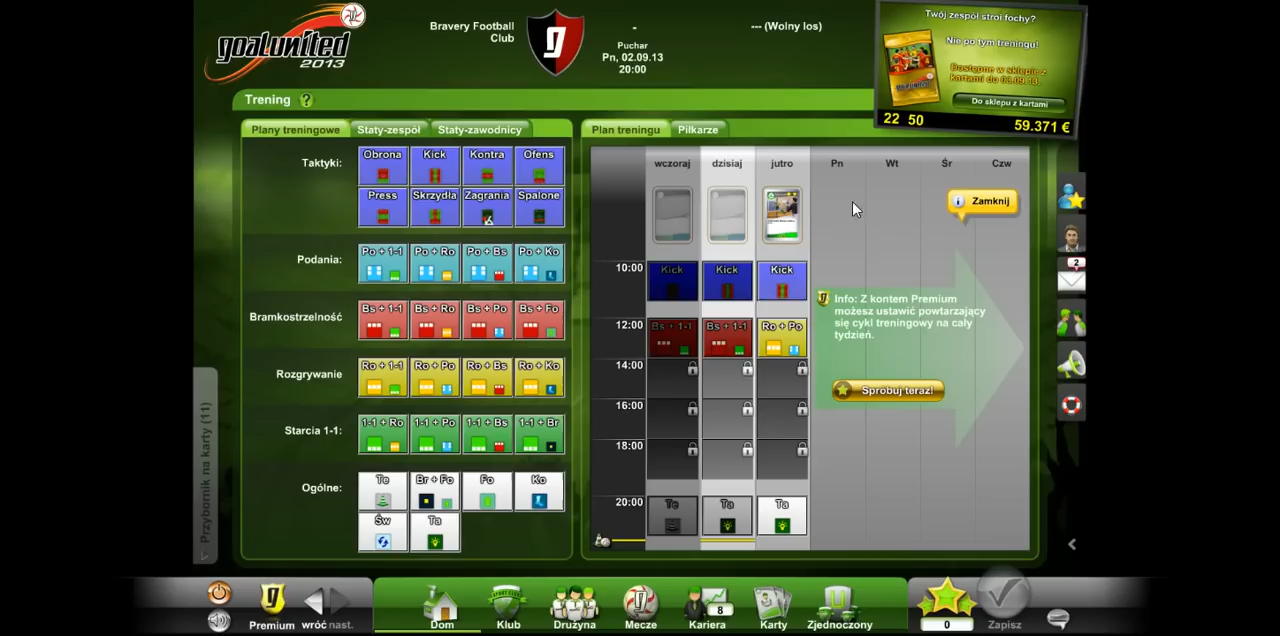 goalunited
2013
Bravery Football
Club
g
-
Puchar
Pn, 02.09.13
20:00
--- (Wolny los)
Twój zespół stroi fochy?
Nie po tym treningu!
Dostępne w sklepie z
kartami do 03.09.13.
Do sklepu z kartami
22 50
59.371 €
Trening ?
Plany treningowe
Staty-zespół
Staty-zawodnicy
Taktyki:
Obrona
Kick
Kontra
Ofens
Press
Skrzydła
Zagrania
Spalone
Podania:
Po + 1-1
Po + Ro
Po + Bs
Po + Ko
Bramkostrzelność
Bs + 1-1
Bs + Ro
Bs + Po
Bs + Fo
Rozgrywanie
Ro + 1-1
Ro + Po
Ro + Bs
Ro + Ko
Starcia 1-1:
1-1 + Ro
1-1 + Po
1-1 + Bs
1-1 + Br
Ogólne:
Te
Br + Fo
Fo
Ko
Św
Ta
Przybornik na karty (11)
Plan treningu
Piłkarze
wczoraj
dzisiaj
jutro
Pn
Wt
Śr
Czw
Zamknij
10:00
Kick
Kick
Kick
12:00
Bs + 1-1
Bs + 1-1
Ro + Po
14:00
16:00
18:00
20:00
Te
Ta
Ta
Info: Z kontem Premium
możesz ustawić powtarzający
się cykl treningowy na cały
tydzień.
Spróbuj teraz!
2
Premium
wróć
nast.
Dom
Klub
Drużyna
Mecze
8
Kariera
Karty
Zjednoczony
0
Zapisz